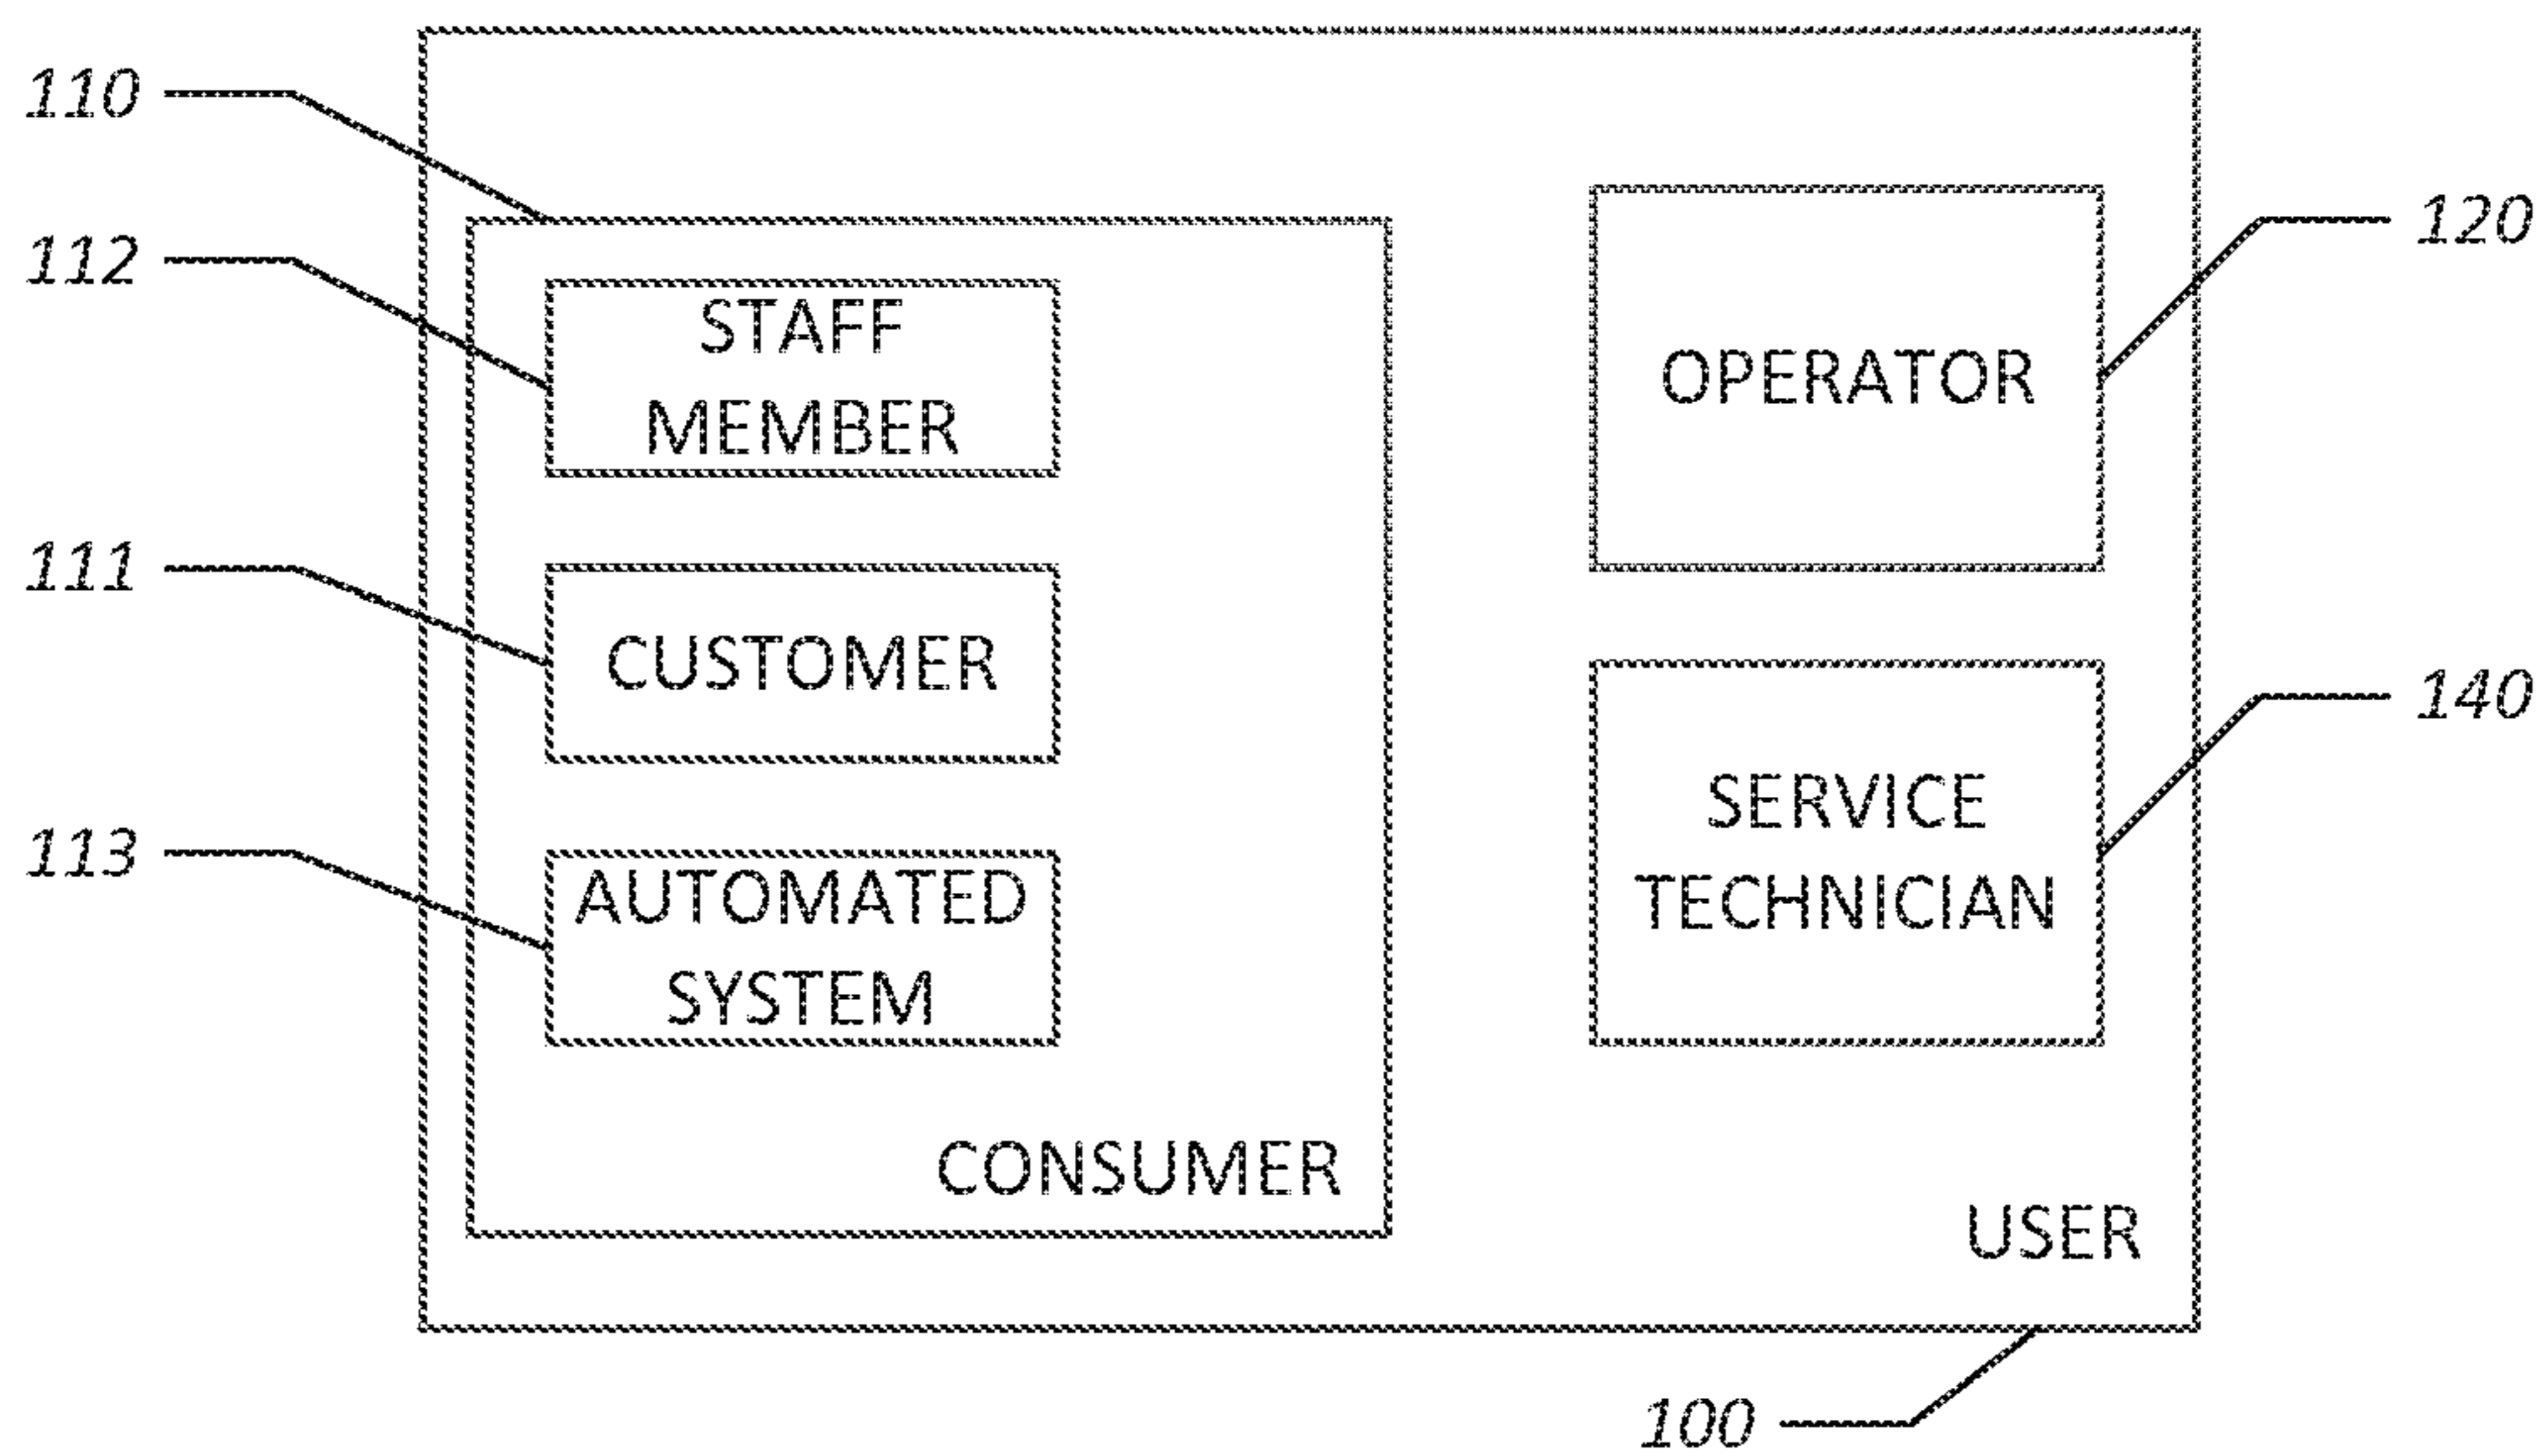 110
112
STAFF
MEMBER
111
CUSTOMER
113
AUTOMATED
SYSTEM
CONSUMER
OPERATOR
120
SERVICE
TECHNICIAN
140
USER
100